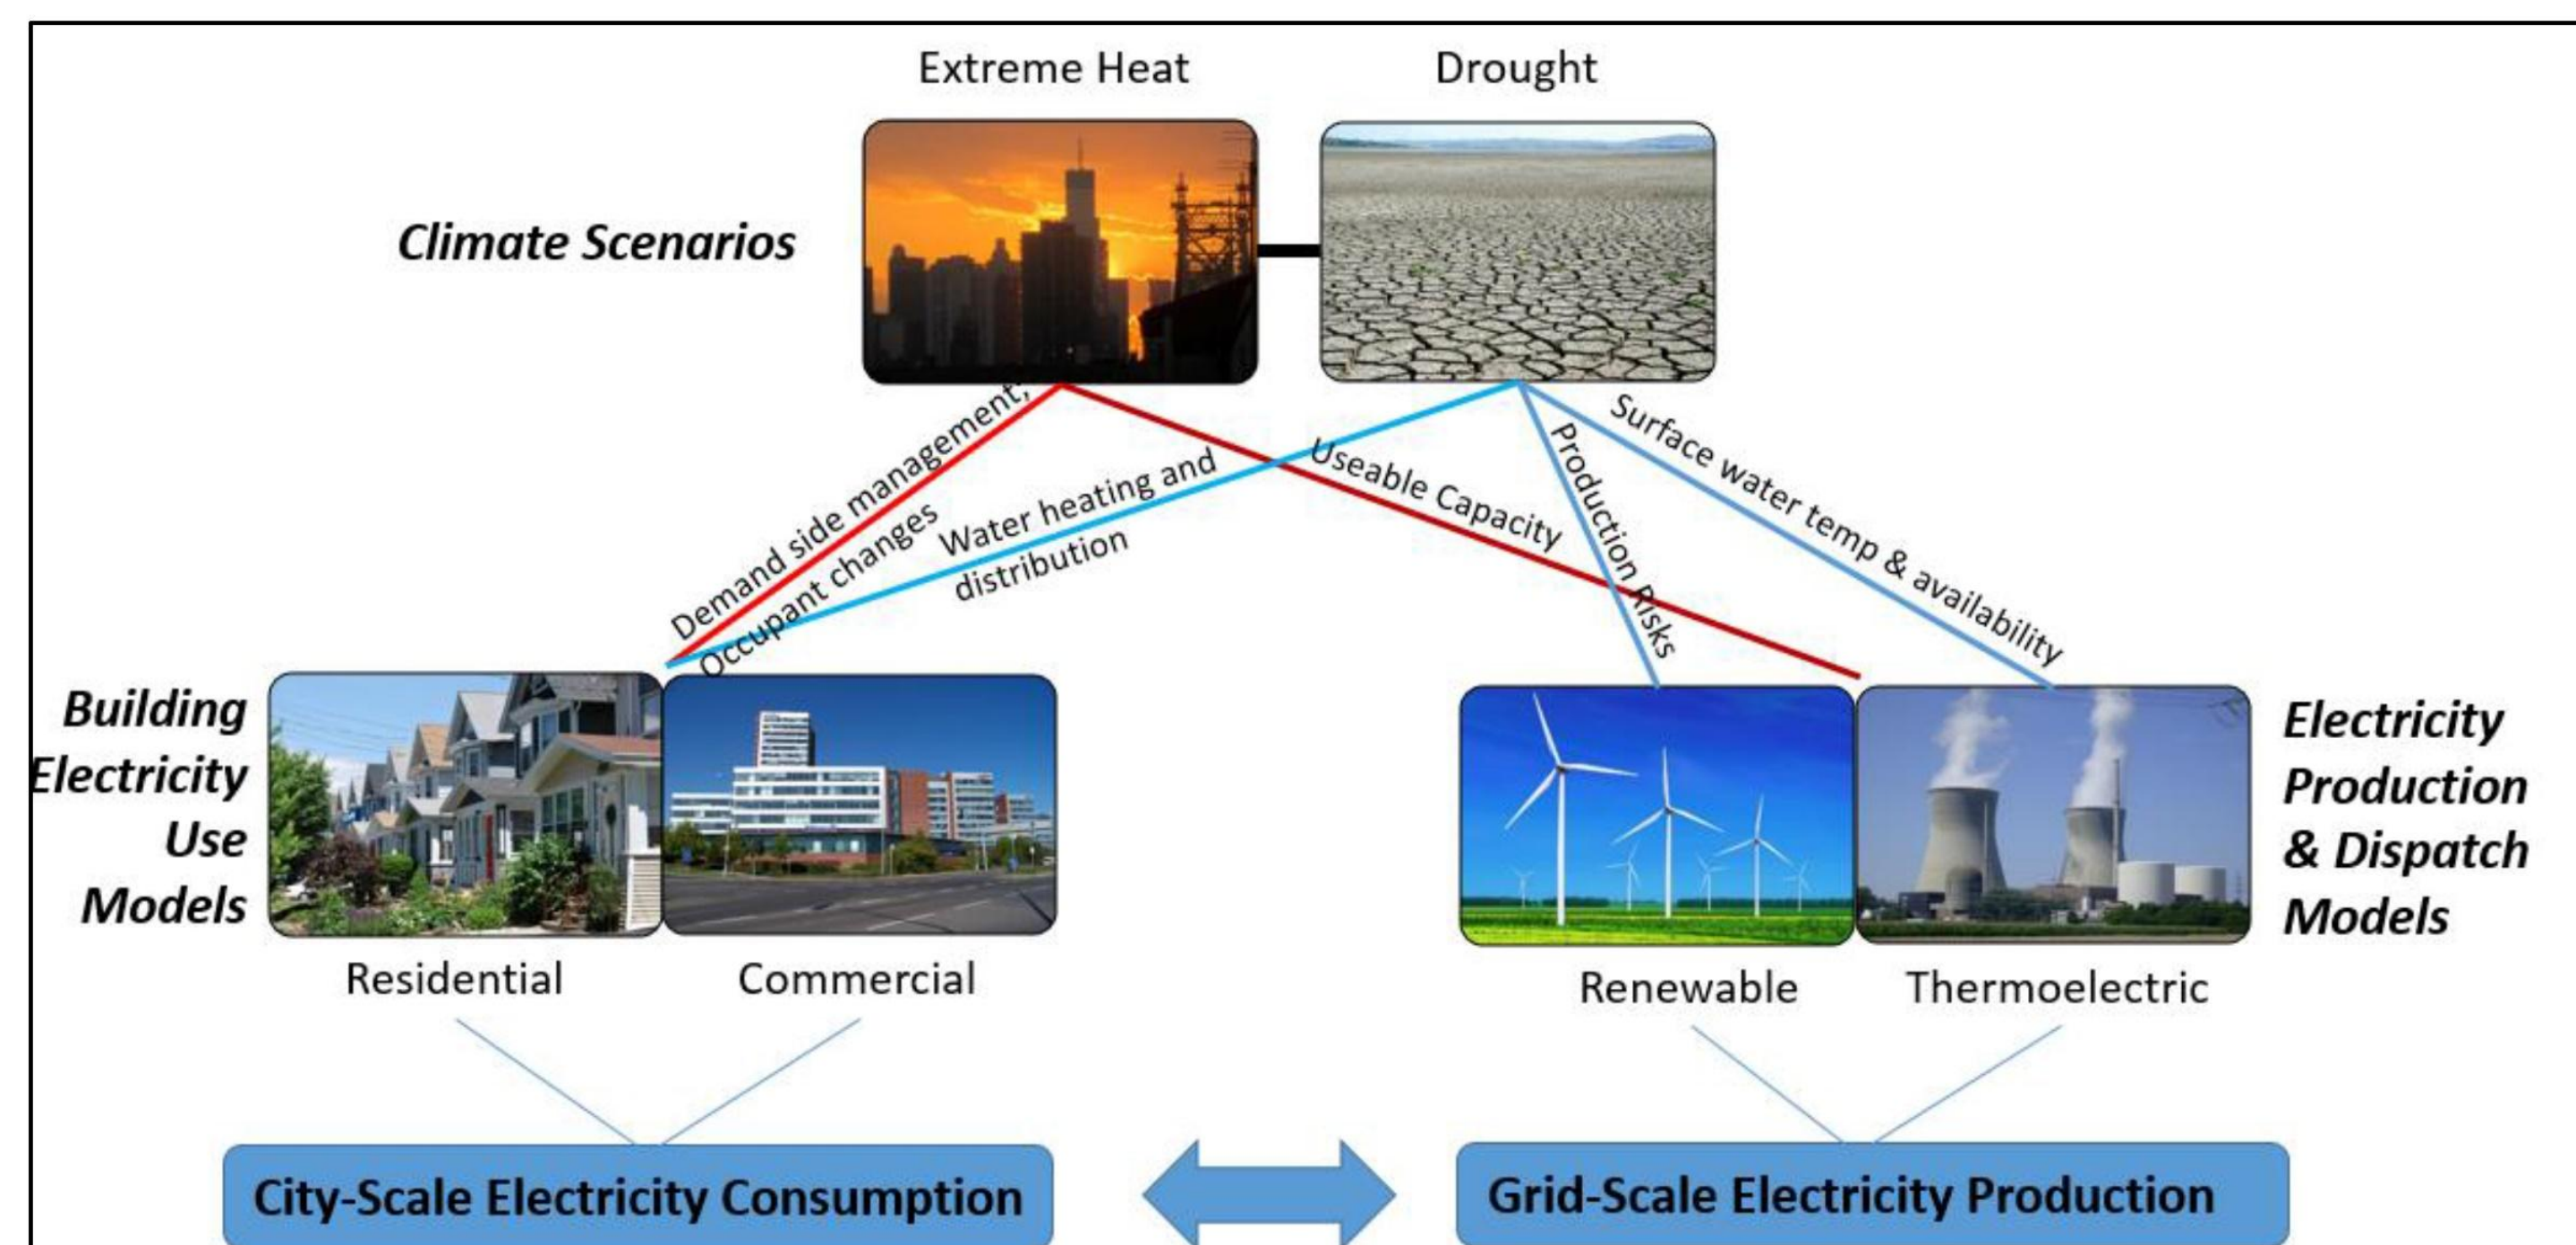 Extreme Heat
Drought
Climate Scenarios
Demand side management,
Occupant changes
Water heating and
distribution
Useable Capacity
Production Risks
Surface water temp & availability
Building
Electricity
Use
Models
Electricity
Production
& Dispatch
Models
Residential
Commercial
Renewable
Thermoelectric
City-Scale Electricity Consumption
Grid-Scale Electricity Production